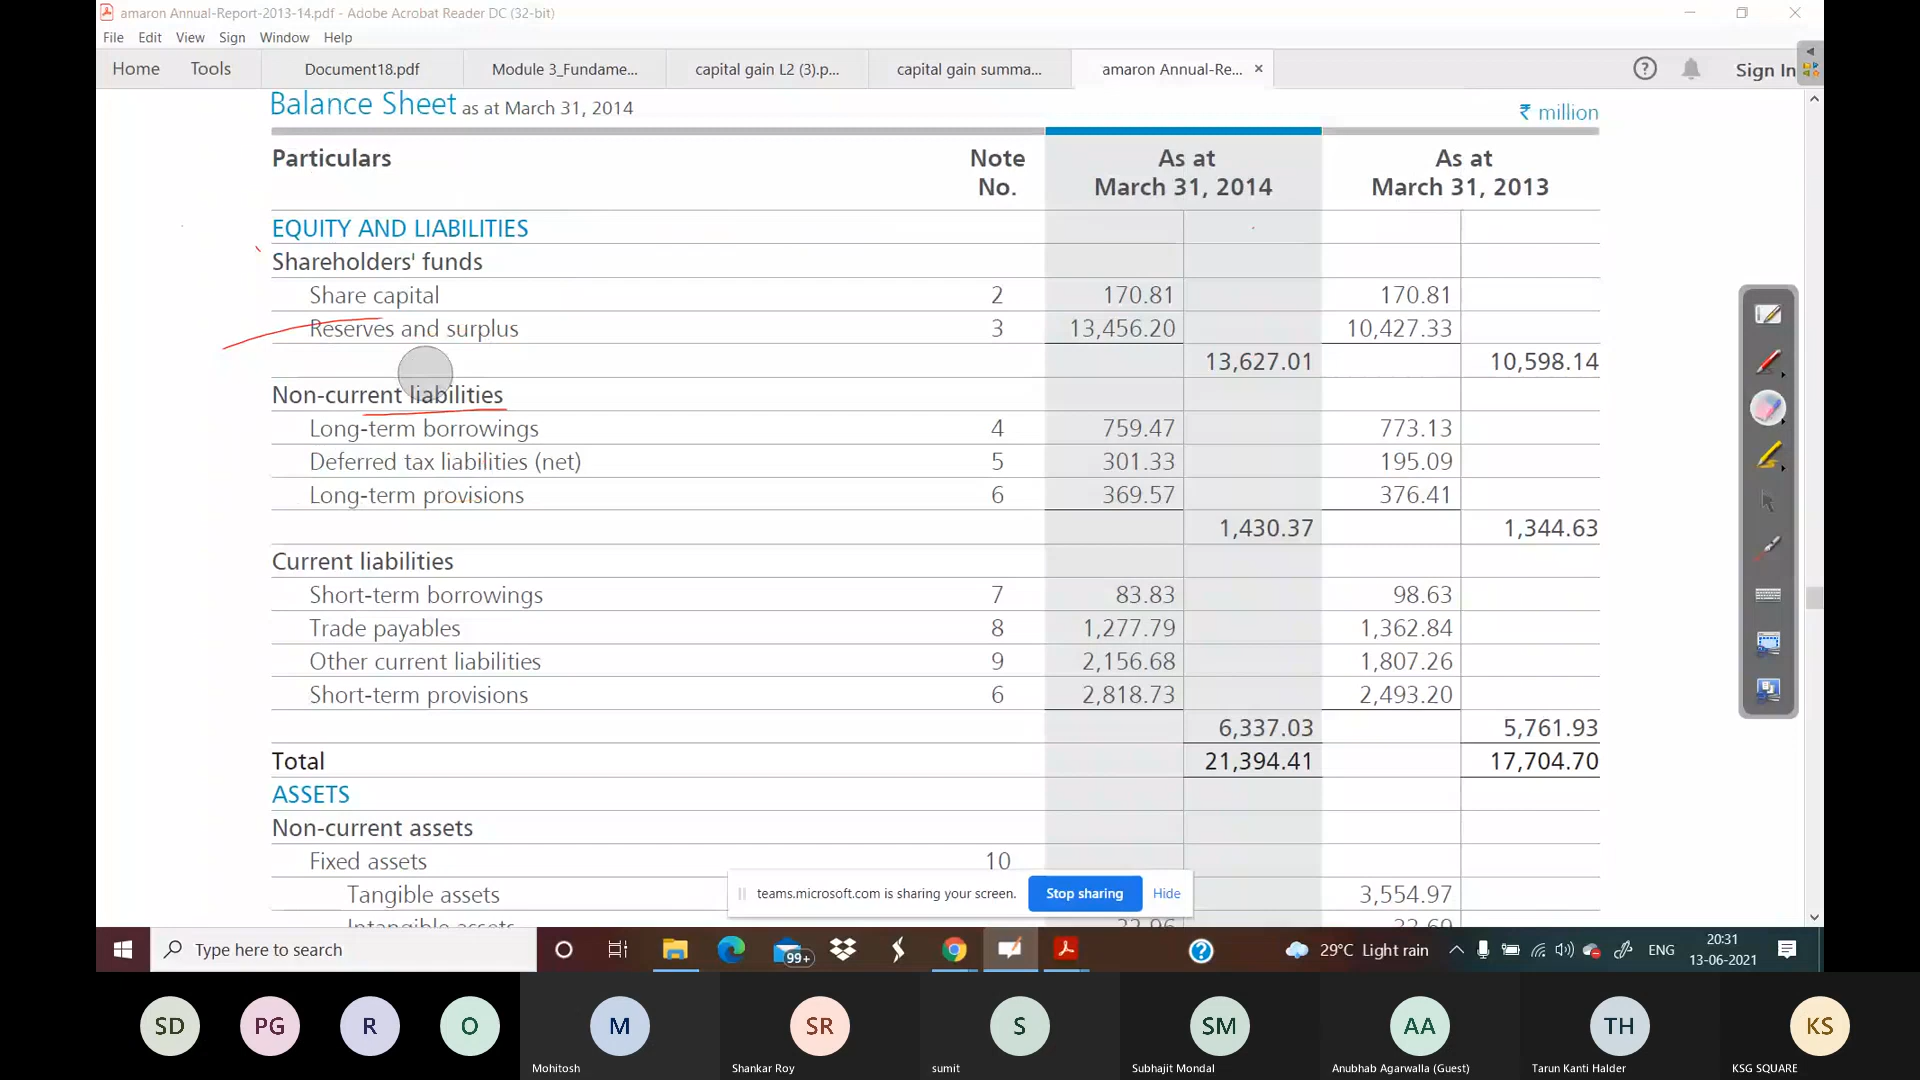 amaron Annual-Report-2013-14.pdf - Adobe Acrobat Reader DC (32-bit)
File Edit View Sign Window Help
Home Tools Document18.pdf Module 3_Fundame... capital gain L2 (3).p... capital gain summa... amaron Annual-Re... × Sign In
Balance Sheet as at March 31, 2014 ₹ million
Particulars Note No. As at March 31, 2014 As at March 31, 2013
EQUITY AND LIABILITIES
Shareholders' funds
Share capital 2 170.81 170.81
Reserves and surplus 3 13,456.20 10,427.33
13,627.01 10,598.14
Non-current liabilities
Long-term borrowings 4 759.47 773.13
Deferred tax liabilities (net) 5 301.33 195.09
Long-term provisions 6 369.57 376.41
1,430.37 1,344.63
Current liabilities
Short-term borrowings 7 83.83 98.63
Trade payables 8 1,277.79 1,362.84
Other current liabilities 9 2,156.68 1,807.26
Short-term provisions 6 2,818.73 2,493.20
6,337.03 5,761.93
Total 21,394.41 17,704.70
ASSETS
Non-current assets
Fixed assets 10
Tangible assets 3,554.97
teams.microsoft.com is sharing your screen. Stop sharing Hide
Type here to search 99+ 29°C Light rain ENG 20:31
13-06-2021
SD PG R O M SR S SM AA TH KS
Mohitosh Shankar Roy sumit Subhajit Mondal Anubhab Agarwalla (Guest) Tarun Kanti Halder KSG SQUARE